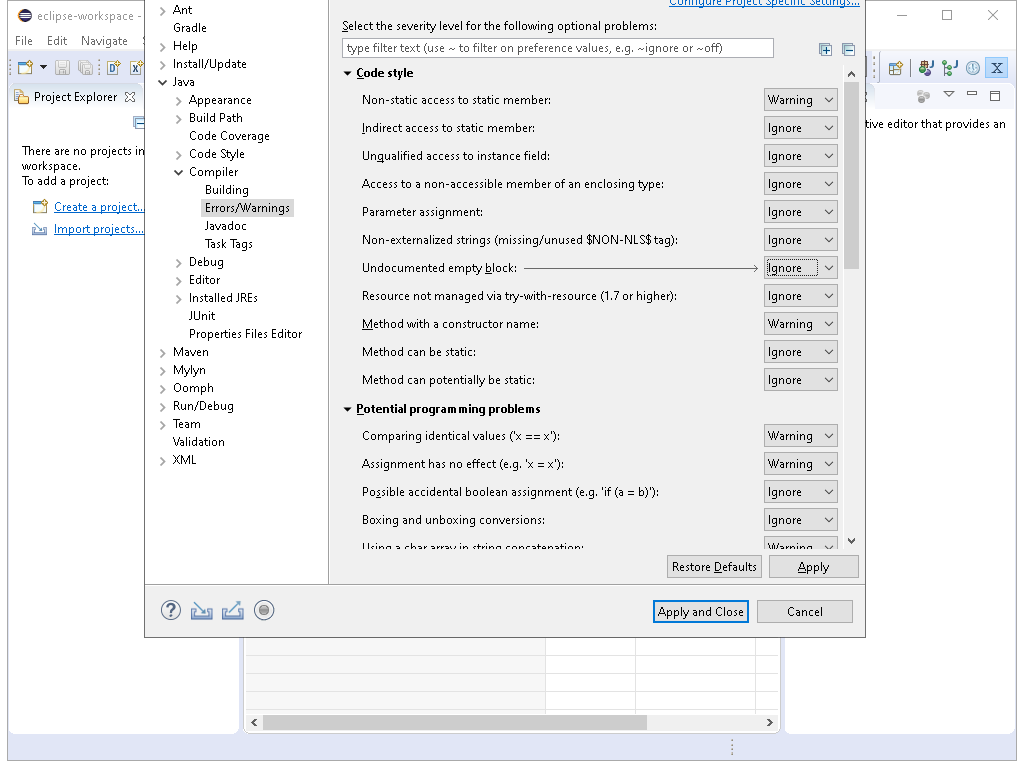 eclipse-workspace -
File Edit Navigate
Project Explorer
There are no projects in
workspace.
To add a project:
Create a project...
Import projects...
Ant
Gradle
Help
Install/Update
Java
Appearance
Build Path
Code Coverage
Code Style
Compiler
Building
Errors/Warnings
Javadoc
Task Tags
Debug
Editor
Installed JREs
JUnit
Properties Files Editor
Maven
Mylyn
Oomph
Run/Debug
Team
Validation
XML
Configure Project Specific Settings...
Select the severity level for the following optional problems:
type filter text (use ~ to filter on preference values, e.g. ~ignore or ~off)
Code style
Non-static access to static member: Warning
Indirect access to static member: Ignore
Unqualified access to instance field: Ignore
Access to a non-accessible member of an enclosing type: Ignore
Parameter assignment: Ignore
Non-externalized strings (missing/unused $NON-NLS$ tag): Ignore
Undocumented empty block: Ignore
Resource not managed via try-with-resource (1.7 or higher): Ignore
Method with a constructor name: Warning
Method can be static: Ignore
Method can potentially be static: Ignore
Potential programming problems
Comparing identical values ('x == x'): Warning
Assignment has no effect (e.g. 'x = x'): Warning
Possible accidental boolean assignment (e.g. 'if (a = b)'): Ignore
Boxing and unboxing conversions: Ignore
Using a char array in string concatenation: Warning
Restore Defaults Apply
Apply and Close Cancel
tive editor that provides an